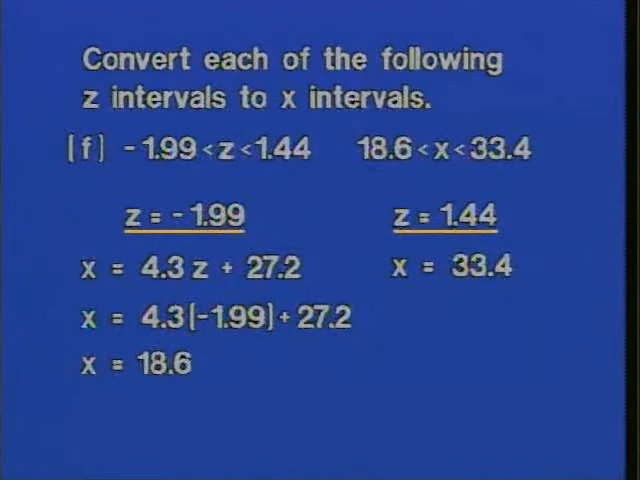 Convert each of the following
z intervals to x intervals.
(f) -1.99 < z < 1.44 18.6 < x < 33.4
z = -1.99 z = 1.44
x = 4.3 z + 27.2 x = 33.4
x = 4.3(-1.99) + 27.2
x = 18.6